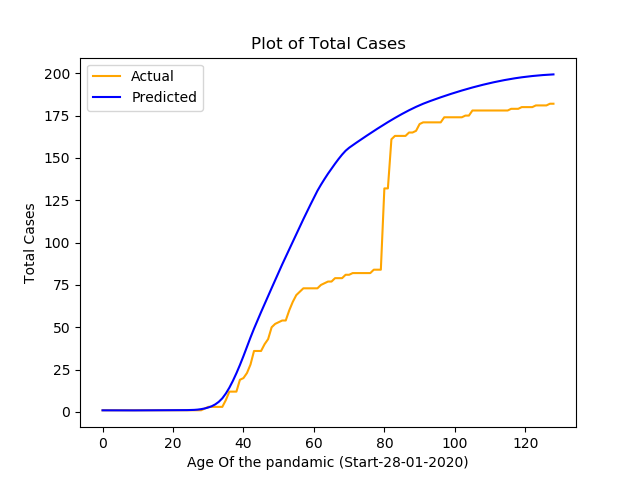 Plot of Total Cases
Actual
Predicted
200
175
150
125
100
75
50
25
0
Total Cases
0 20 40 60 80 100 120
Age Of the pandamic (Start-28-01-2020)